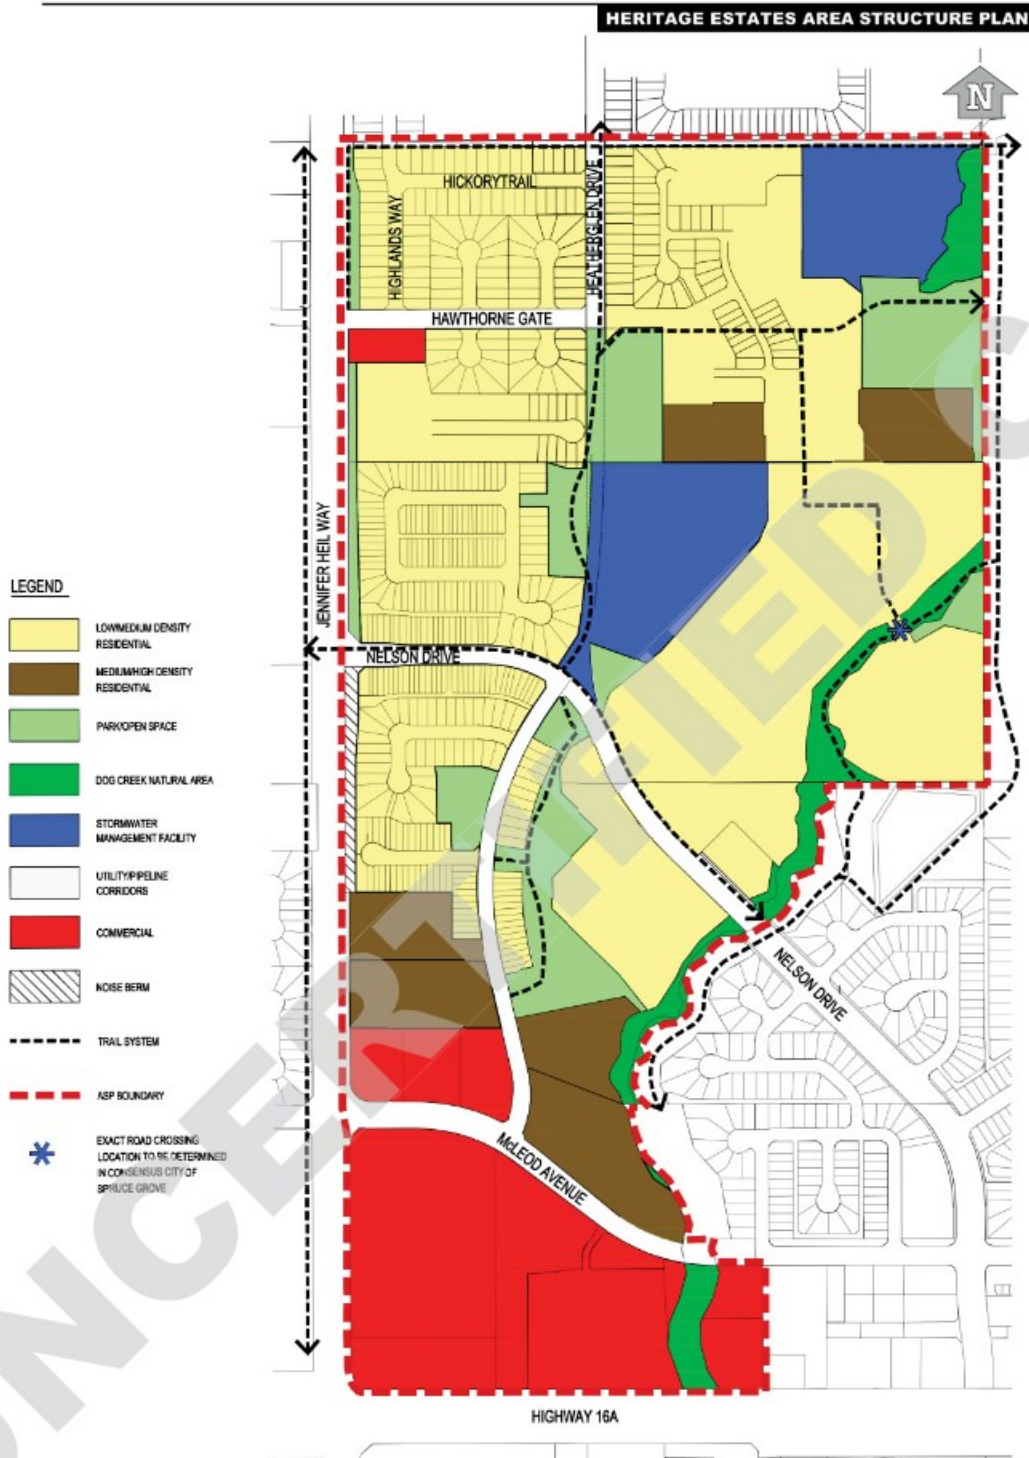 HERITAGE ESTATES AREA STRUCTURE PLAN
N
HICKORYTRAIL
HIGHLANDS WAY
HEATHERGLEN DRIVE
HAWTHORNE GATE
JENNIFER HEIL WAY
NELSON DRIVE
NELSON DRIVE
McLEOD AVENUE
HIGHWAY 16A
LEGEND
LOW/MEDIUM DENSITY
RESIDENTIAL
MEDIUM/HIGH DENSITY
RESIDENTIAL
PARK/OPEN SPACE
DOG CREEK NATURAL AREA
STORMWATER
MANAGEMENT FACILITY
UTILITY/PIPELINE
CORRIDORS
COMMERCIAL
NOISE BERM
TRAIL SYSTEM
ASP BOUNDARY
EXACT ROAD CROSSING
LOCATION TO BE DETERMINED
IN CONSENSUS CITY OF
SPRUCE GROVE
ONCERTIFIED C